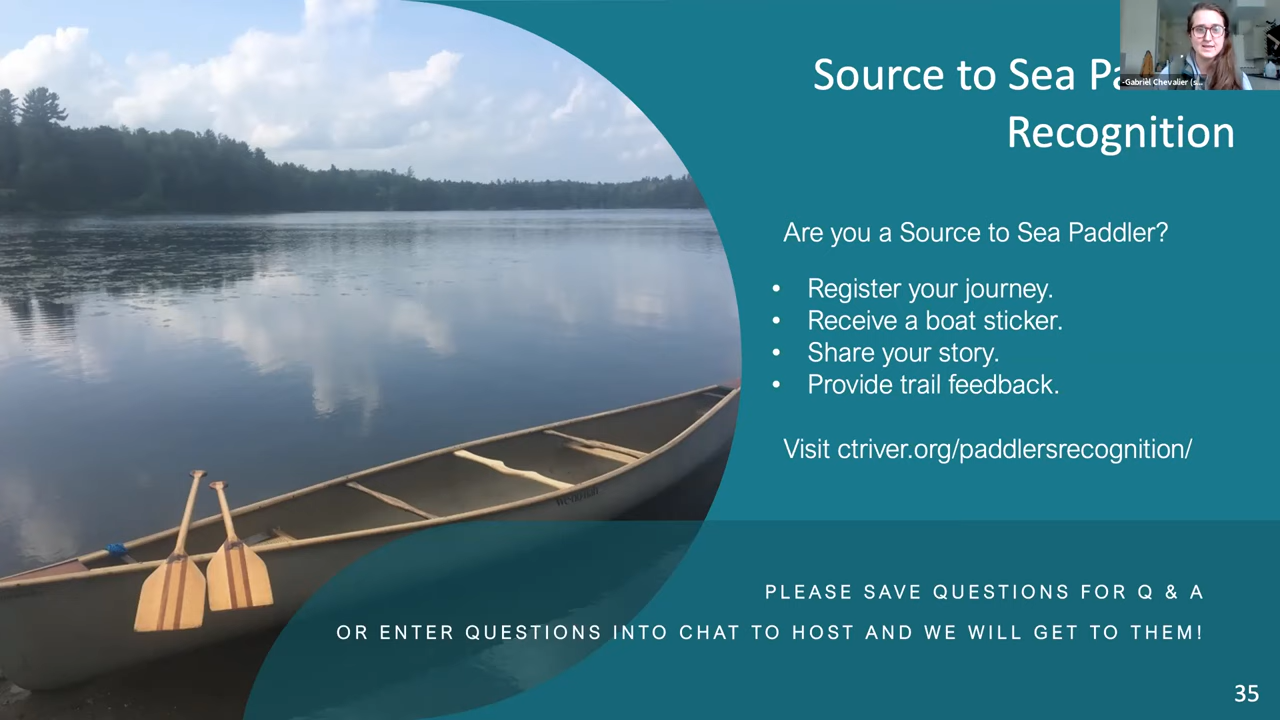 Source to Sea Pa
Recognition
-Gabriel Chevalier (s...
Are you a Source to Sea Paddler?
• Register your journey.
• Receive a boat sticker.
• Share your story.
• Provide trail feedback.
Visit ctriver.org/paddlersrecognition/
PLEASE SAVE QUESTIONS FOR Q & A
OR ENTER QUESTIONS INTO CHAT TO HOST AND WE WILL GET TO THEM!
35